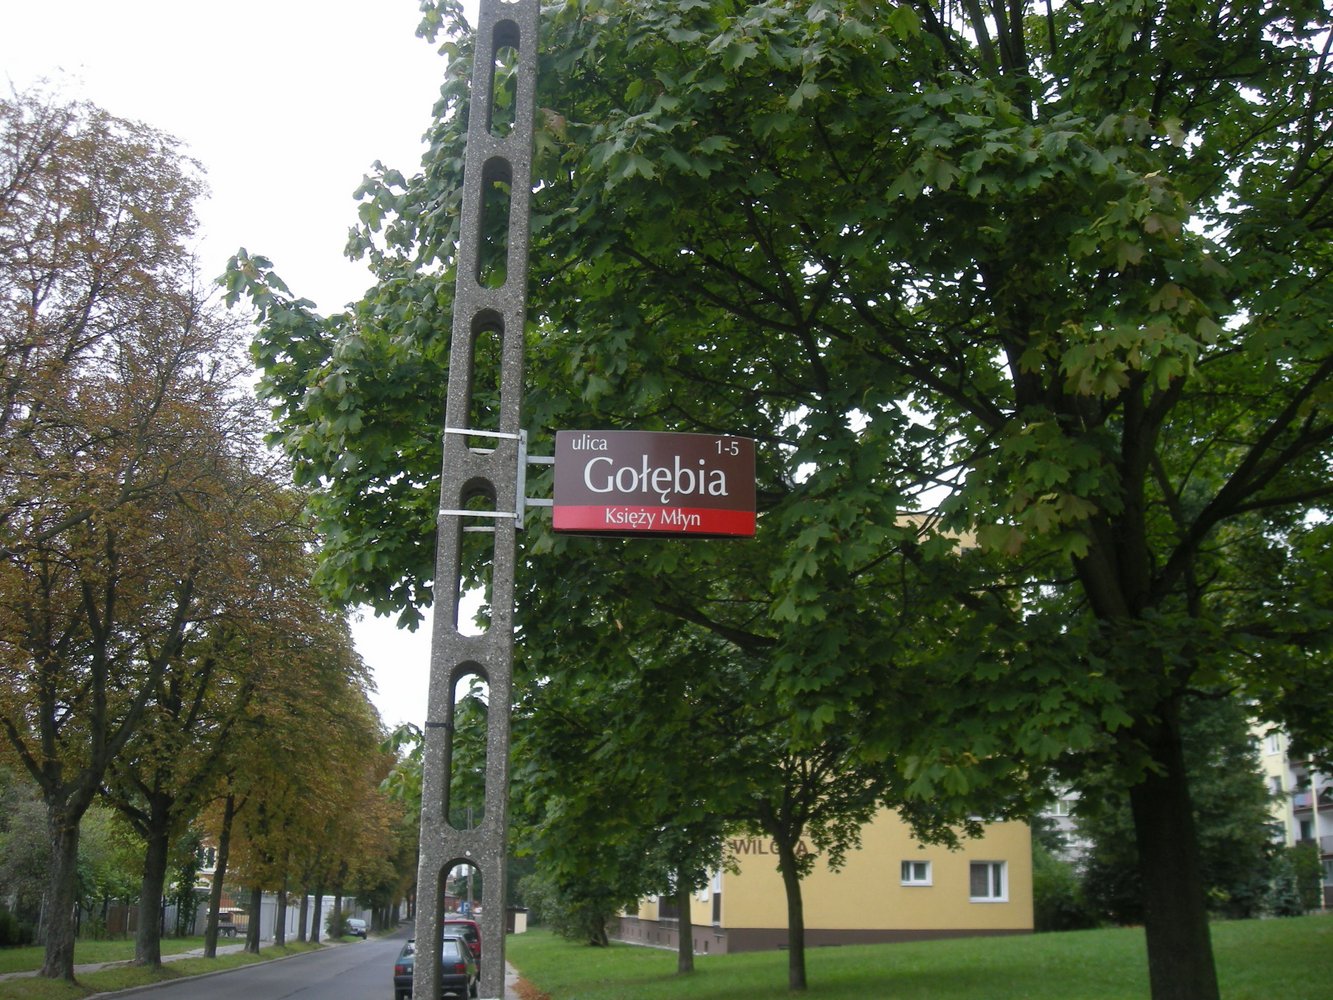 ulica 1-5
Gołębia
Księży Młyn